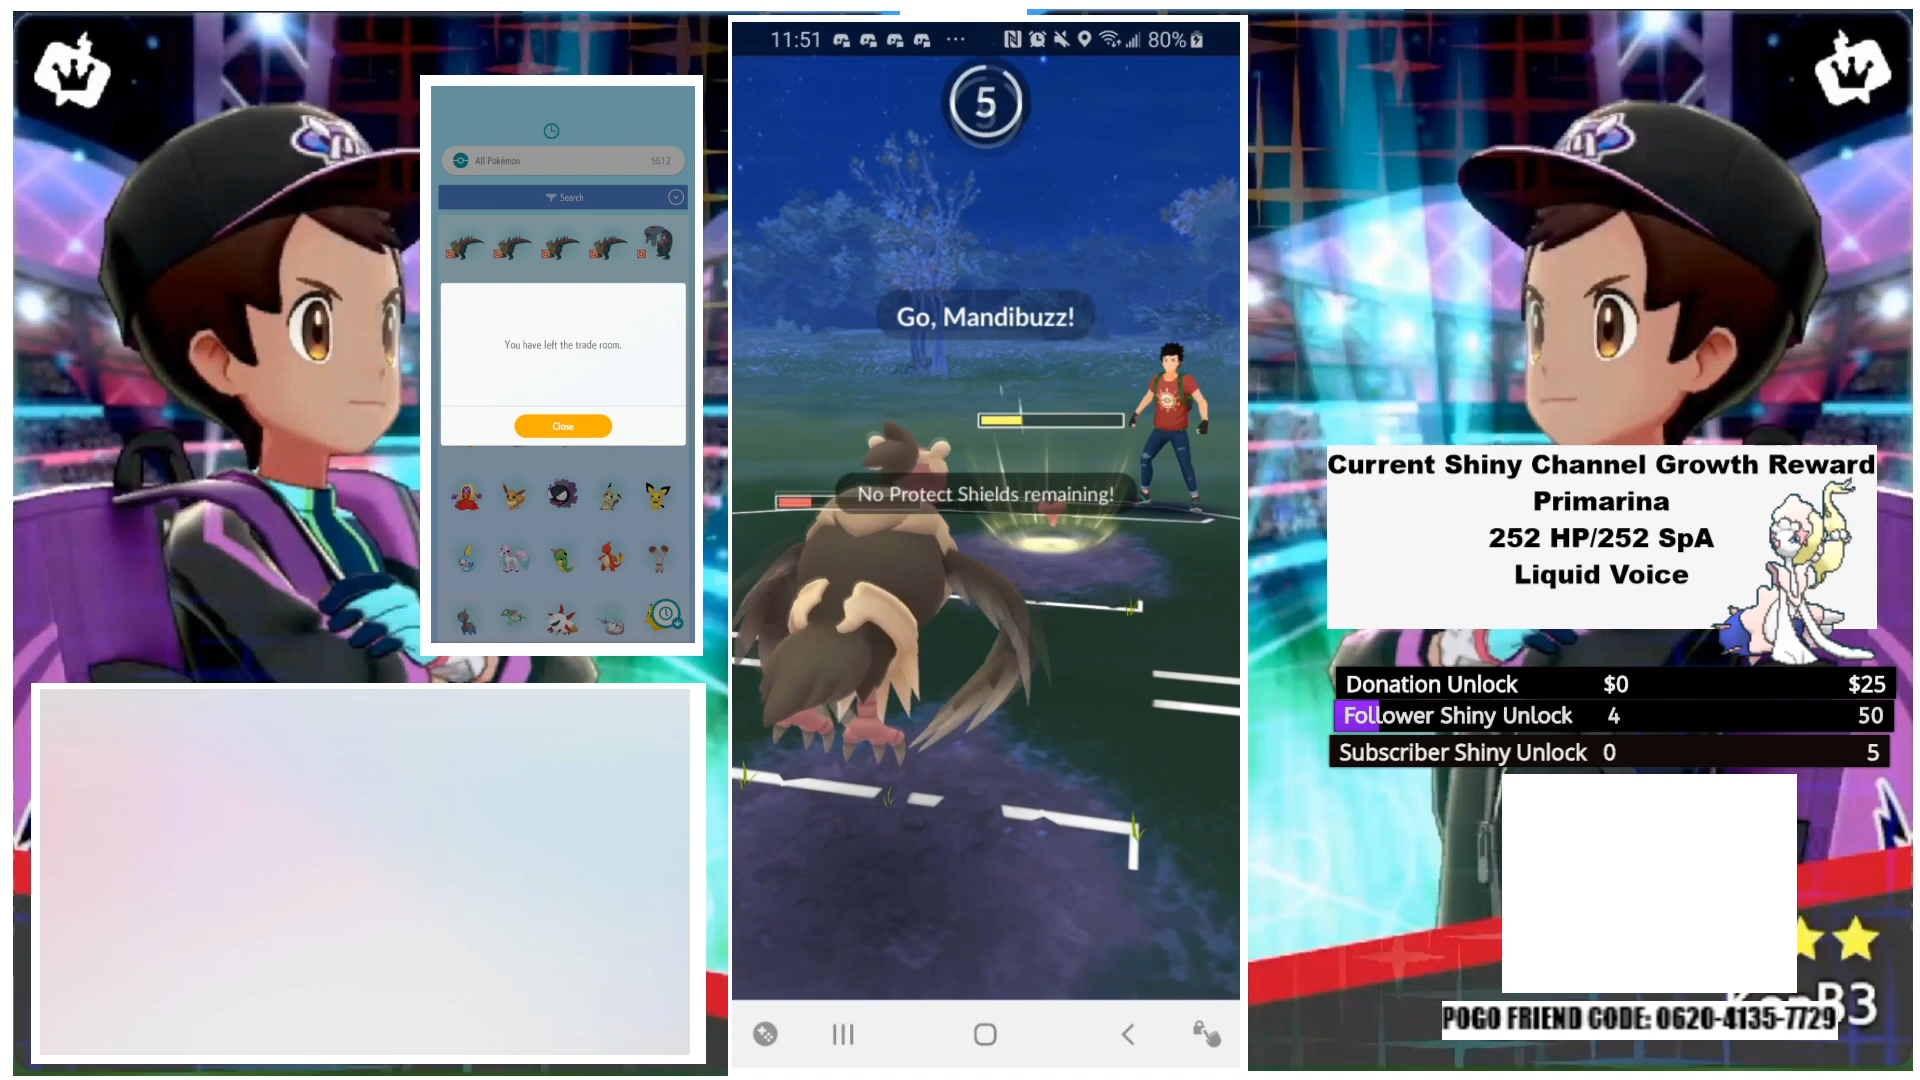 All Pokémon 5612
Search
You have left the trade room.
Close
11:51 ··· 80%
5
Go, Mandibuzz!
No Protect Shields remaining!
Current Shiny Channel Growth Reward
Primarina
252 HP/252 SpA
Liquid Voice
Donation Unlock $0 $25
Follower Shiny Unlock 4 50
Subscriber Shiny Unlock 0 5
B3
POGO FRIEND CODE: 0620-4135-7729